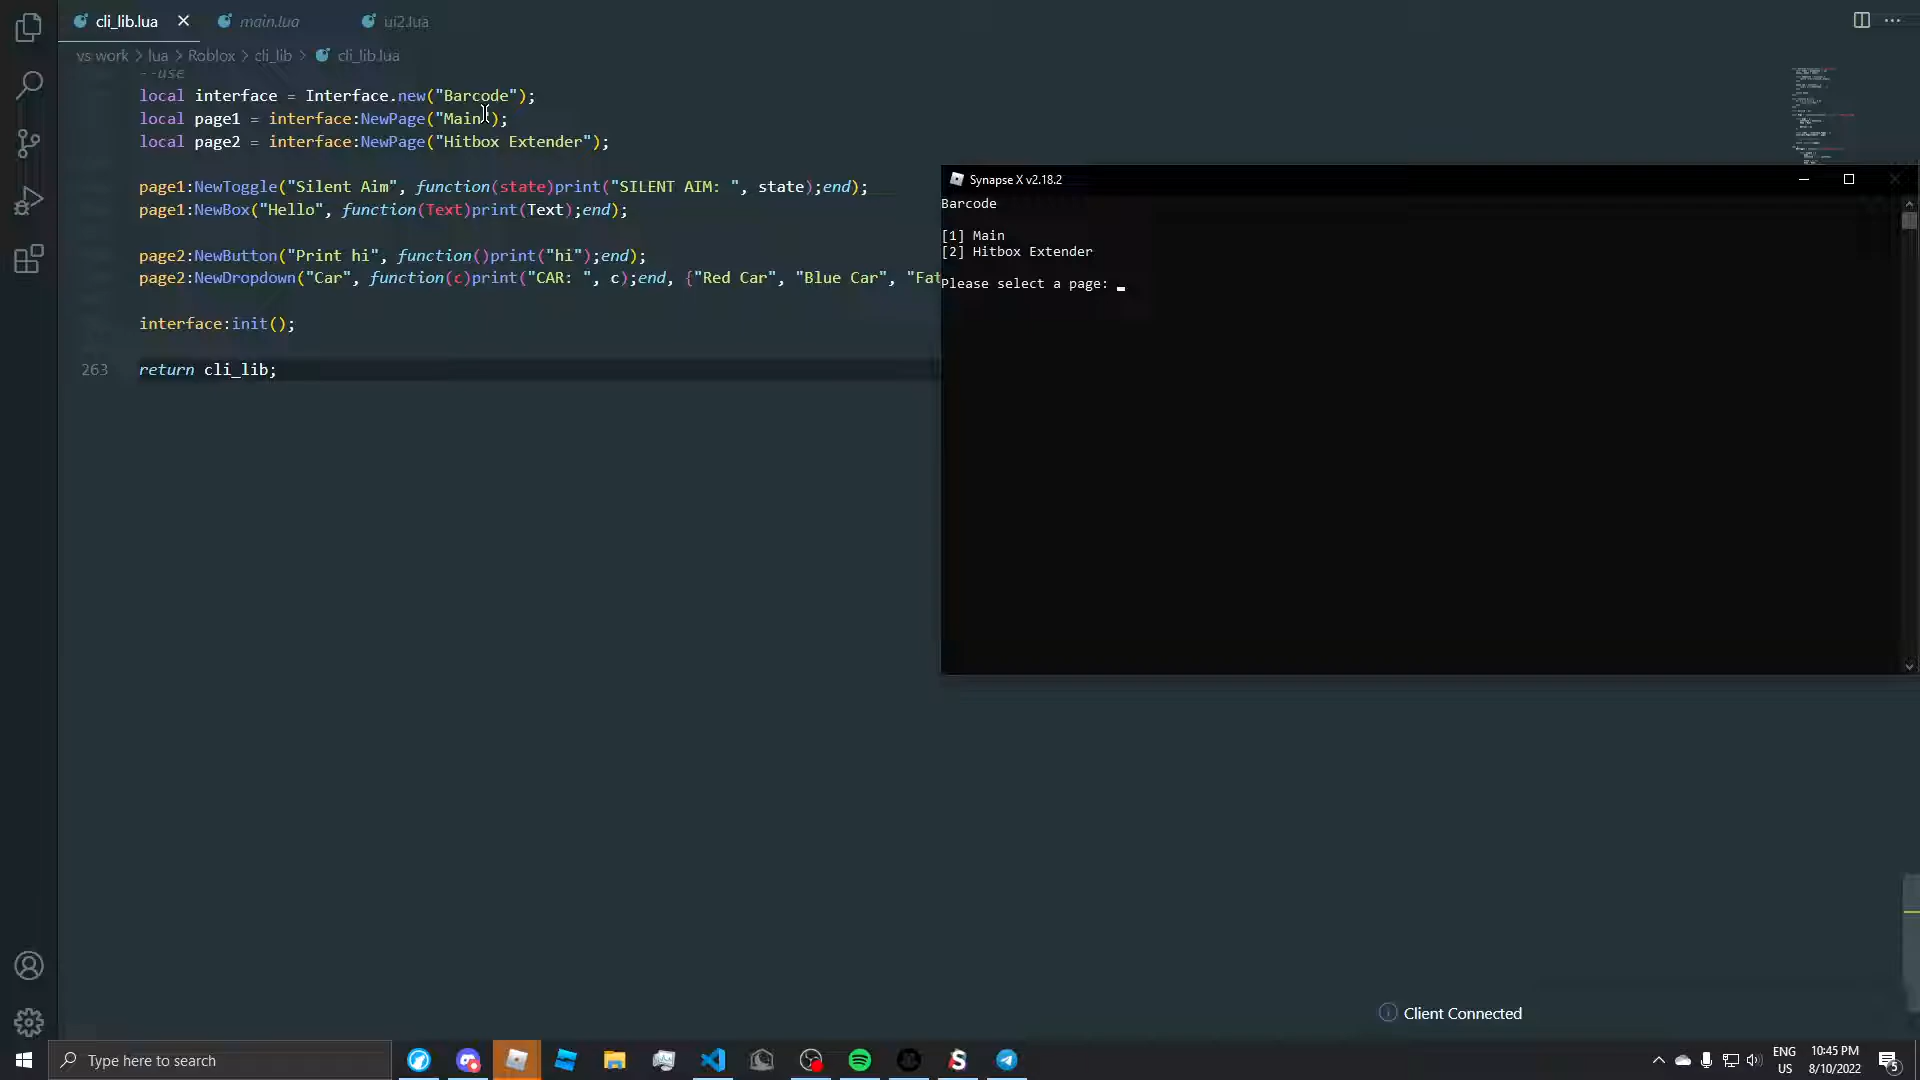 cli_lib.lua
main.lua
ui2.lua
vs work > lua > Roblox > cli_lib > cli_lib.lua
--use
local interface = Interface.new("Barcode");
local page1 = interface:NewPage("Main");
local page2 = interface:NewPage("Hitbox Extender");
page1:NewToggle("Silent Aim", function(state)print("SILENT AIM: ", state);end);
page1:NewBox("Hello", function(Text)print(Text);end);
page2:NewButton("Print hi", function()print("hi");end);
page2:NewDropdown("Car", function(c)print("CAR: ", c);end, {"Red Car", "Blue Car", "Fat
interface:init();
263 return cli_lib;
Synapse X v2.18.2
Barcode
[1] Main
[2] Hitbox Extender
Please select a page:
Client Connected
Type here to search
ENG
US
10:45 PM
8/10/2022
5